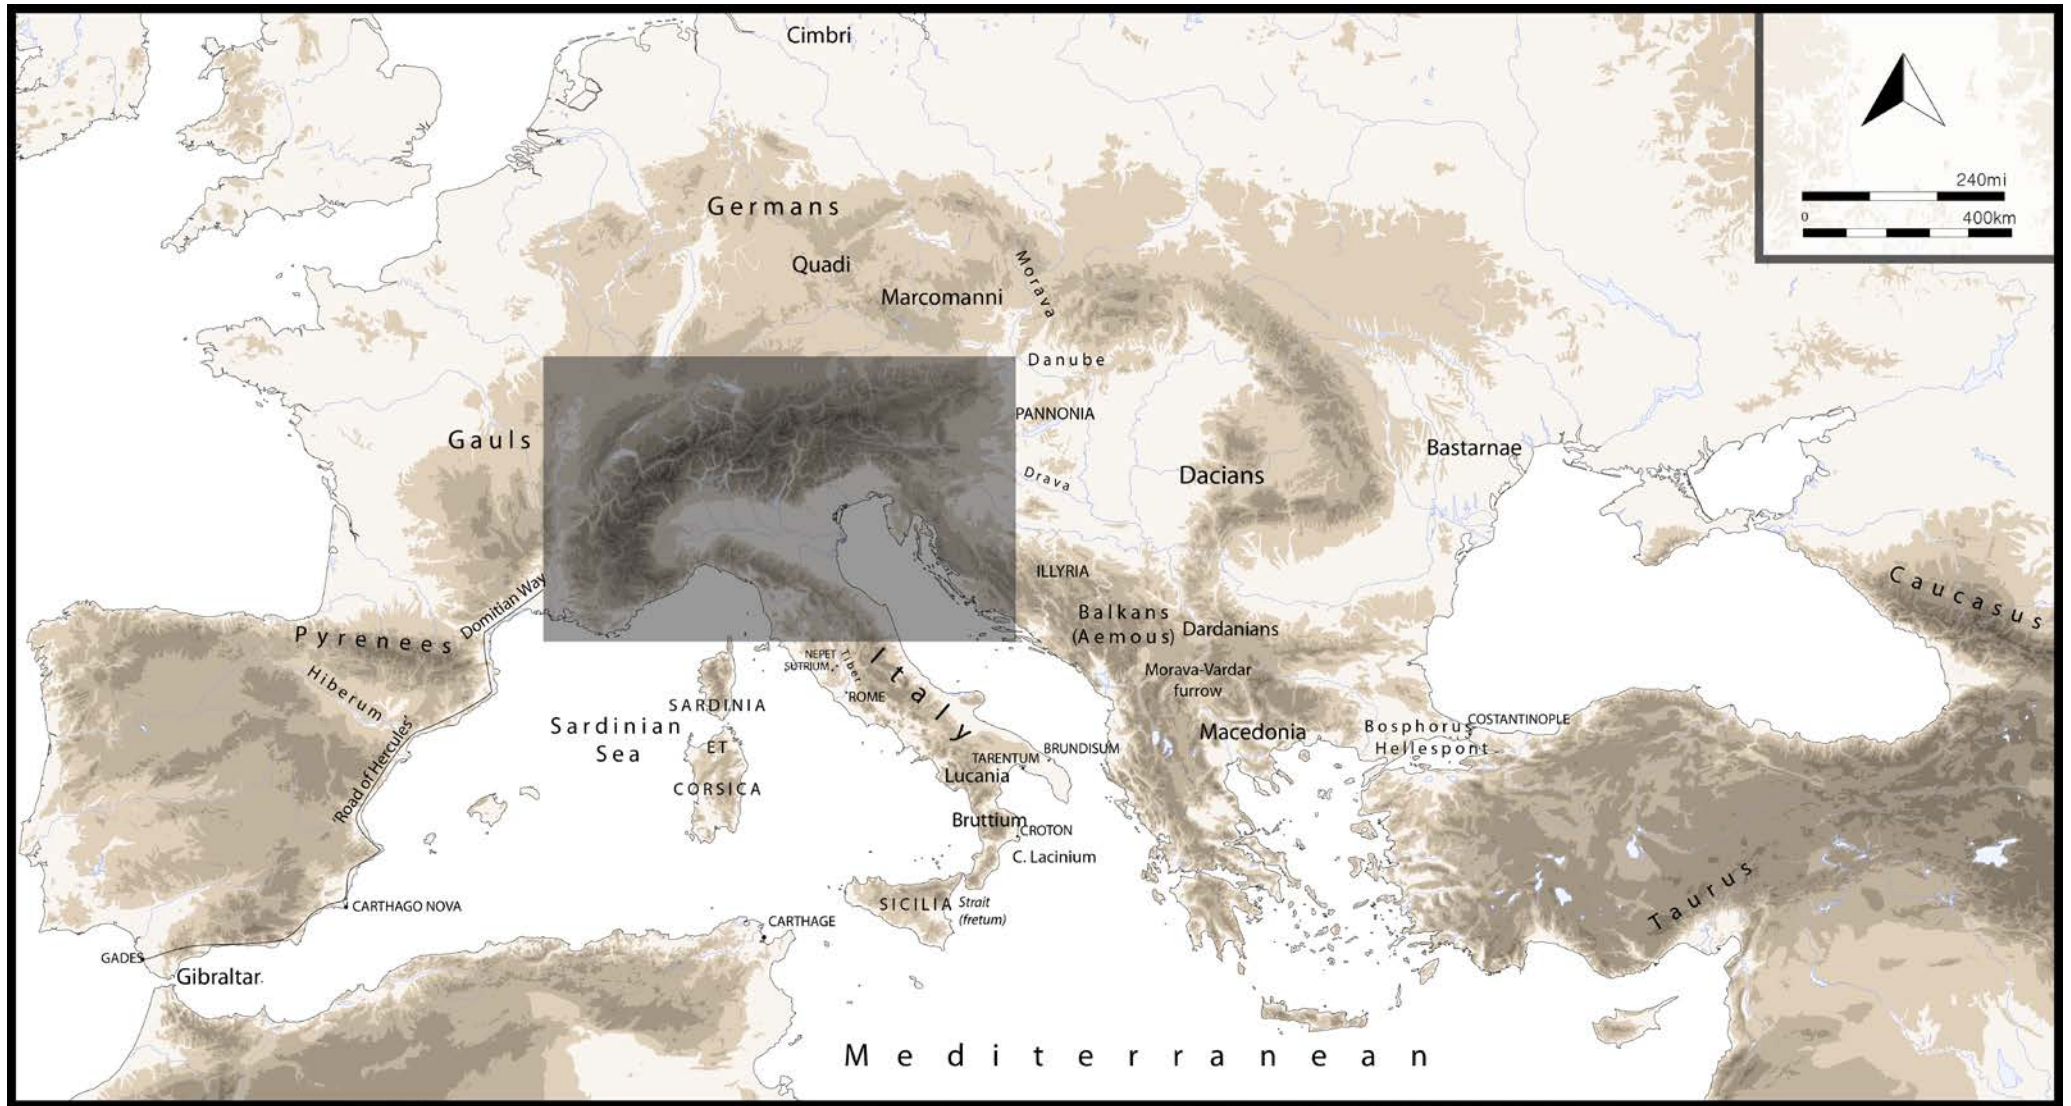 Cimbri
240mi
0
400km
Germans
Quadi
Marcomanni
Morava
Danube
PANNONIA
Gauls
Bastarnae
Dacians
Drava
ILLYRIA
Caucasus
Domitian Way
Balkans
(Aemous)
Dardanians
Pyrenees
NEPET
SUTRIUM
Tiber
Italy
Hiberum
Morava-Vardar
furrow
ROME
SARDINIA
ET
CORSICA
Sardinian
Sea
'Road of Hercules'
Macedonia
Bosphorus
COSTANTINOPLE
Hellespont
BRUNDISUM
TARENTUM
Lucania
Bruttium
CROTON
C. Lacinium
Taurus
SICILIA
Strait
(fretum)
CARTHAGO NOVA
CARTHAGE
GADES
Gibraltar
Mediterranean